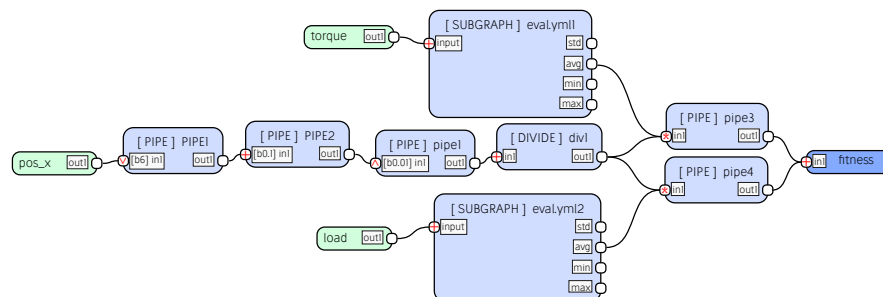 [ SUBGRAPH ] eval.yml1
torque
out1
input
std
avg
min
max
[ PIPE ] PIPE1
[ PIPE ] PIPE2
[ PIPE ] pipe1
[ DIVIDE ] div1
[ PIPE ] pipe3
in1
out1
pos_x
out1
[b6] in1
out1
[b0.1] in1
out1
[b0.01] in1
out1
in1
out1
in1
fitness
[ PIPE ] pipe4
in1
out1
[ SUBGRAPH ] eval.yml2
load
out1
input
std
avg
min
max